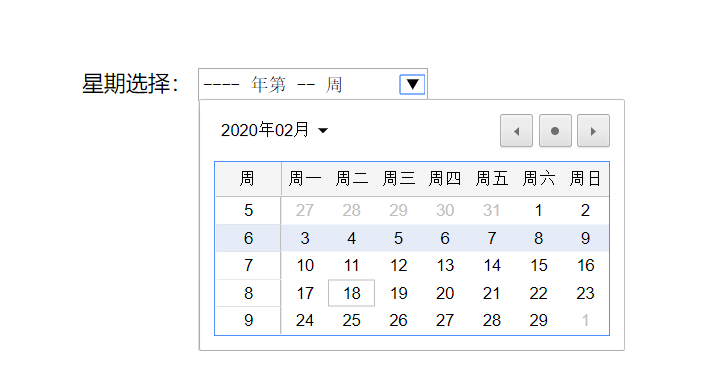 星期选择： ---- 年第 -- 周
2020年02月
周 周一 周二 周三 周四 周五 周六 周日
5 27 28 29 30 31 1 2
6 3 4 5 6 7 8 9
7 10 11 12 13 14 15 16
8 17 18 19 20 21 22 23
9 24 25 26 27 28 29 1